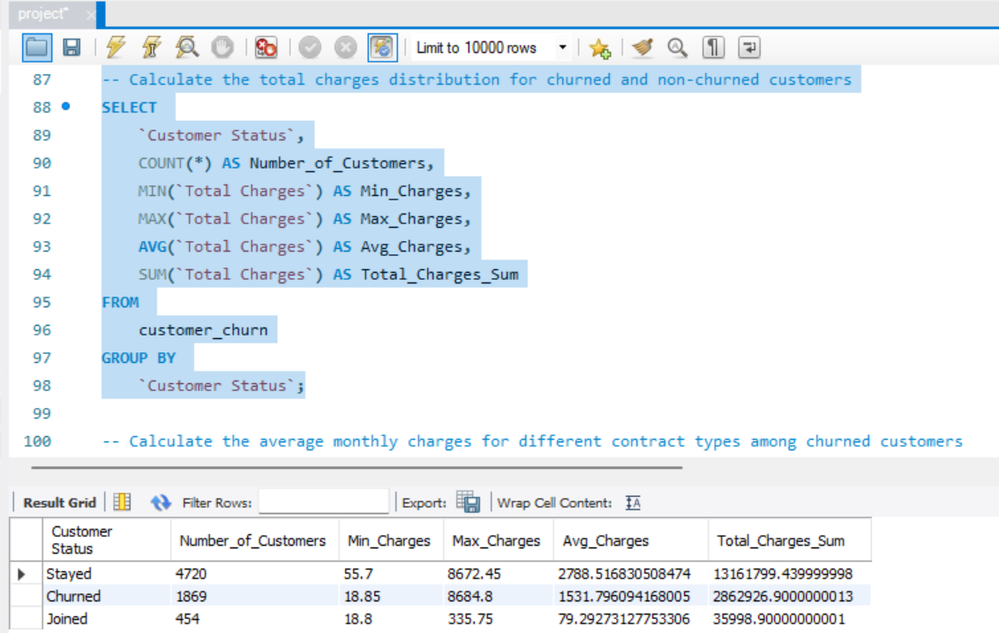 project*
Limit to 10000 rows
87 -- Calculate the total charges distribution for churned and non-churned customers
88 SELECT
89 `Customer Status`,
90 COUNT(*) AS Number_of_Customers,
91 MIN(`Total Charges`) AS Min_Charges,
92 MAX(`Total Charges`) AS Max_Charges,
93 AVG(`Total Charges`) AS Avg_Charges,
94 SUM(`Total Charges`) AS Total_Charges_Sum
95 FROM
96 customer_churn
97 GROUP BY
98 `Customer Status`;
99
100 -- Calculate the average monthly charges for different contract types among churned customers
Result Grid Filter Rows: Export: Wrap Cell Content: IA
Customer Status Number_of_Customers Min_Charges Max_Charges Avg_Charges Total_Charges_Sum
Stayed 4720 55.7 8672.45 2788.516830508474 13161799.439999998
Churned 1869 18.85 8684.8 1531.796094168005 2862926.9000000013
Joined 454 18.8 335.75 79.29273127753306 35998.90000000001